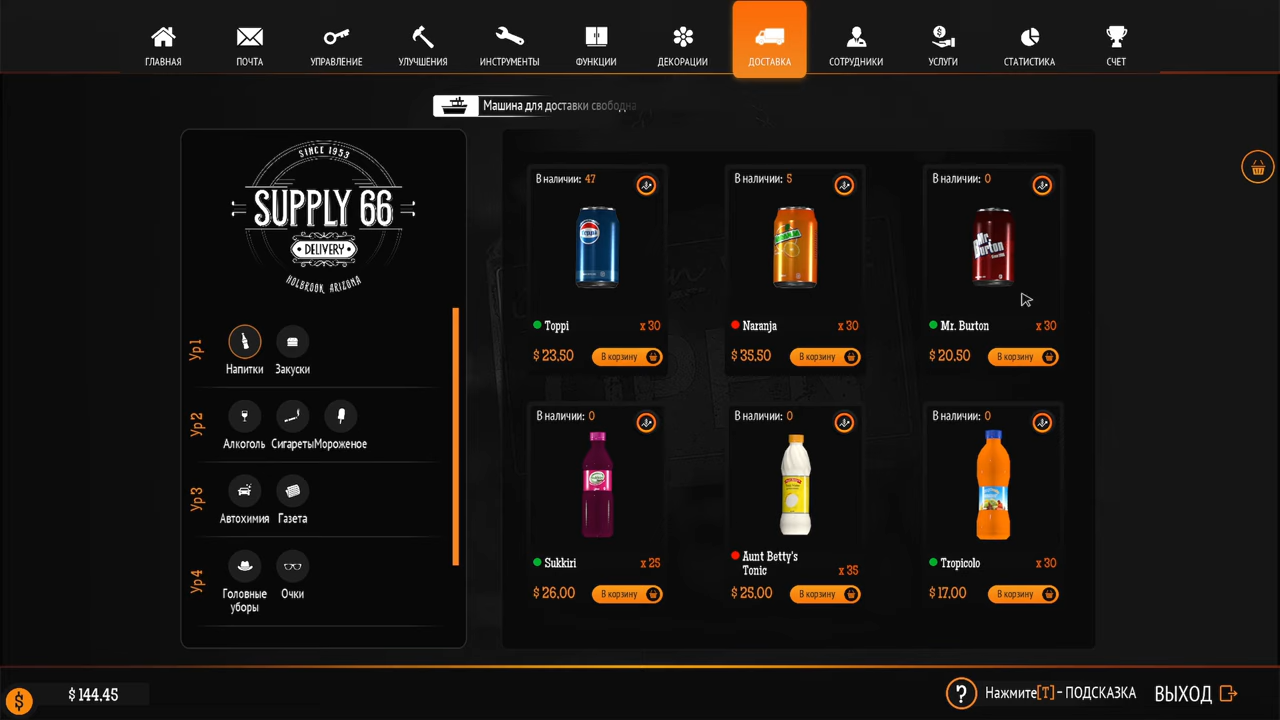 ГЛАВНАЯ
ПОЧТА
УПРАВЛЕНИЕ
УЛУЧШЕНИЯ
ИНСТРУМЕНТЫ
ФУНКЦИИ
ДЕКОРАЦИИ
ДОСТАВКА
СОТРУДНИКИ
УСЛУГИ
СТАТИСТИКА
СЧЕТ
Машина для доставки свободна
SINCE 1953
SUPPLY 66
DELIVERY
HOLBROOK, ARIZONA
Ур1
Напитки
Закуски
Ур2
Алкоголь
Сигареты
Мороженое
Ур3
Автохимия
Газета
Ур4
Головные
уборы
Очки
В наличии: 47
Toppi
Toppi x 30
$ 23.50 В корзину
В наличии: 5
Naranja x 30
$ 35.50 В корзину
В наличии: 0
Mr.
Burton
Mr. Burton x 30
$ 20.50 В корзину
В наличии: 0
Sukkiri x 25
$ 26.00 В корзину
В наличии: 0
Aunt Betty's
Tonic x 35
$ 25.00 В корзину
В наличии: 0
Tropicolo x 30
$ 17.00 В корзину
$ 144.45
? Нажмите[T] - ПОДСКАЗКА
ВЫХОД